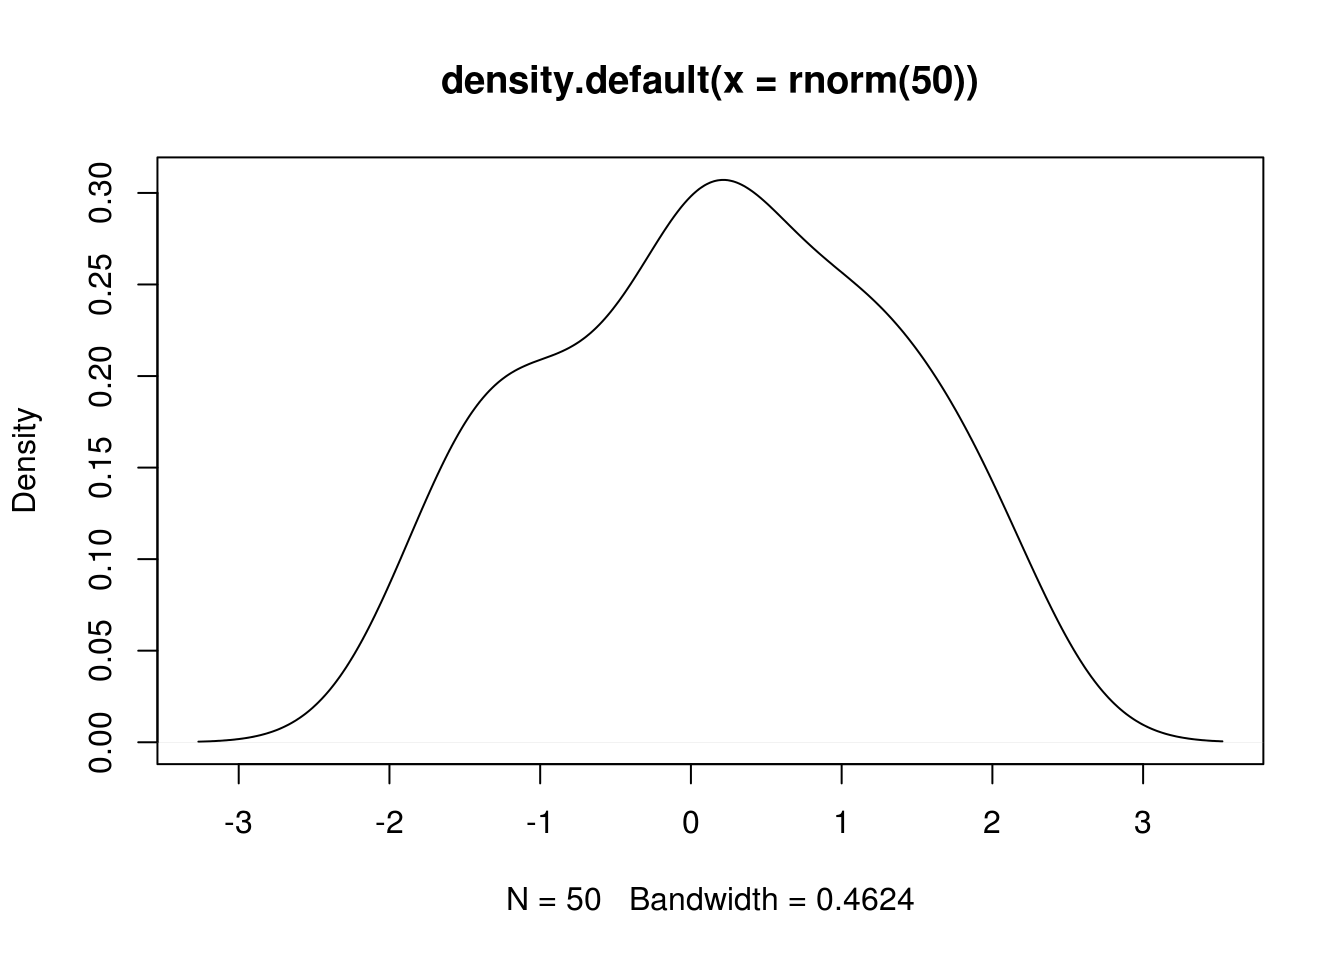 density.default(x = rnorm(50))
Density
0.30
0.25
0.20
0.15
0.10
0.05
0.00
-3 -2 -1 0 1 2 3
N = 50 Bandwidth = 0.4624